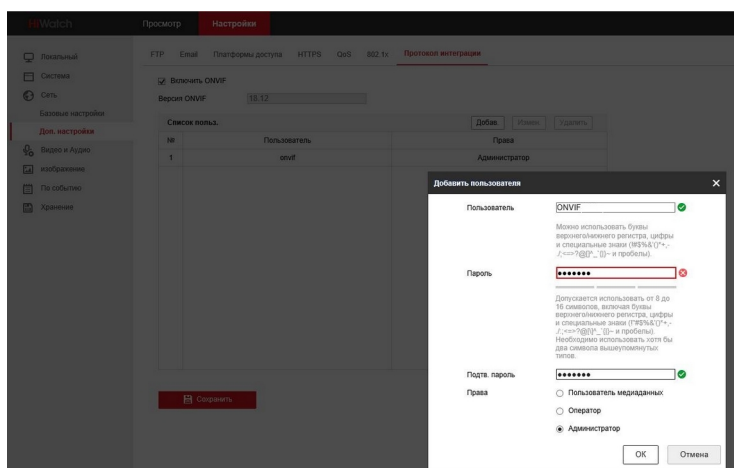 HiWatch
Просмотр
Настройки
Локальный
Система
Сеть
Базовые настройки
Доп. настройки
Видео и Аудио
изображение
По событию
Хранение
FTP Email Платформы доступа HTTPS QoS 802.1x Протокол интеграции
Включить ONVIF
Версия ONVIF 18.12
Список польз. Добав. Измен. Удалить
№ Пользователь Права
1 onvif Администратор
Сохранить
Добавить пользователя
Пользователь ONVIF
Можно использовать буквы
верхнего/нижнего регистра, цифры
и специальные знаки
и пробелы).
Пароль
Допускается использовать от 8 до
16 символов, включая буквы
верхнего/нижнего регистра, цифры
и специальные знаки
и пробелы).
Необходимо использовать хотя бы
два символа вышеупомянутых
типов.
Подтв. пароль
Права
Пользователь медиаданных
Оператор
Администратор
ОК Отмена